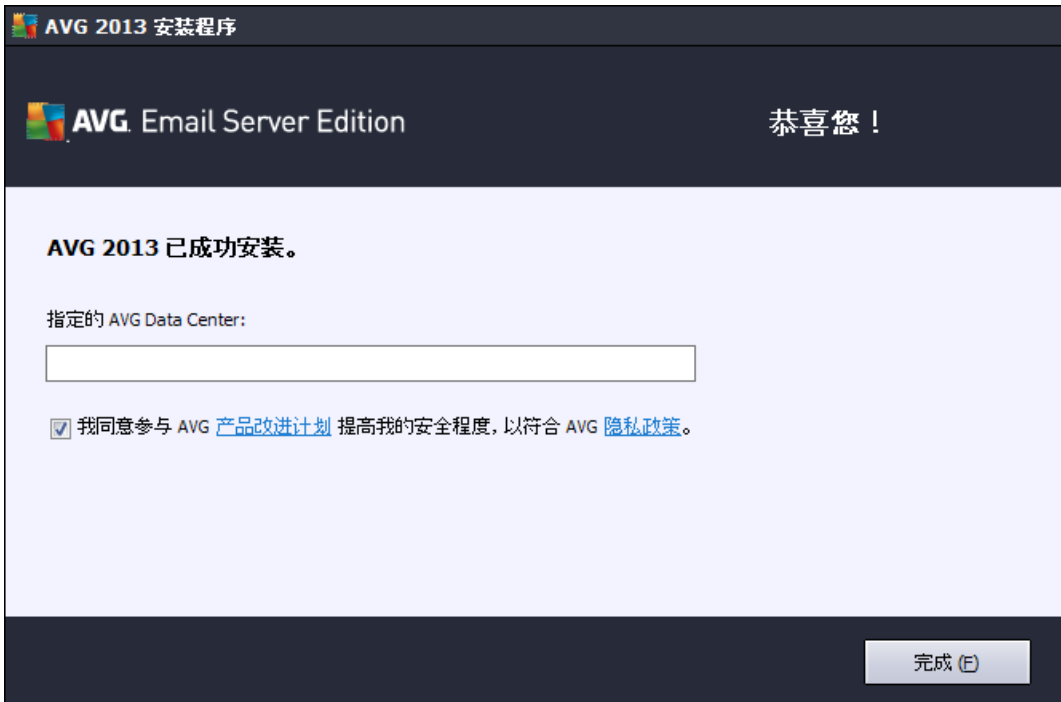 AVG 2013 安装程序
AVG. Email Server Edition
恭喜您！
AVG 2013 已成功安装。
指定的 AVG Data Center:
我同意参与 AVG 产品改进计划 提高我的安全程度, 以符合 AVG 隐私政策。
完成 (F)